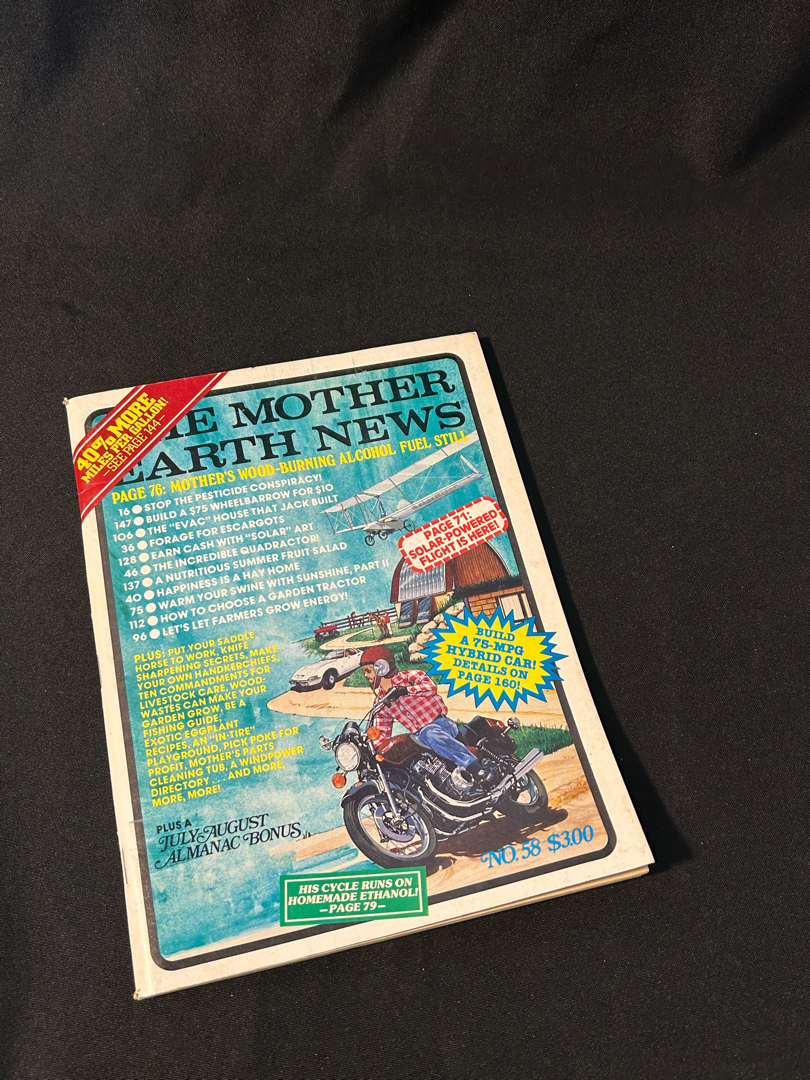 40% MORE
MILES PER GALLON!
SEE PAGE 144—
THE MOTHER
EARTH NEWS
PAGE 76: MOTHER'S WOOD-BURNING ALCOHOL FUEL STILL
16 ● STOP THE PESTICIDE CONSPIRACY!
147 ● BUILD A $75 WHEELBARROW FOR $10
106 ● THE "EVAC" HOUSE THAT JACK BUILT
36 ● FORAGE FOR ESCARGOTS
128 ● EARN CASH WITH "SOLAR" ART
46 ● THE INCREDIBLE QUADRACTOR!
137 ● A NUTRITIOUS SUMMER FRUIT SALAD
40 ● HAPPINESS IS A HAY HOME
75 ● WARM YOUR SWINE WITH SUNSHINE, PART II
112 ● HOW TO CHOOSE A GARDEN TRACTOR
96 ● LET'S LET FARMERS GROW ENERGY!
PAGE 71:
SOLAR-POWERED
FLIGHT IS HERE!
BUILD
A 75-MPG
HYBRID CAR!
DETAILS ON
PAGE 160!
PLUS: PUT YOUR SADDLE
HORSE TO WORK, KNIFE
SHARPENING SECRETS, MAKE
YOUR OWN HANDKERCHIEFS,
TEN COMMANDMENTS FOR
LIVESTOCK CARE, WOOD-
WASTES CAN MAKE YOUR
GARDEN GROW, BE A
FISHING GUIDE,
EXOTIC EGGPLANT
RECIPES, AN "IN-TIRE"
PLAYGROUND, PICK POKE FOR
PROFIT, MOTHER'S PARTS
CLEANING TUB, A WINDPOWER
DIRECTORY . . . AND MORE,
MORE, MORE!
PLUS A
JULY-AUGUST
ALMANAC BONUS
NO. 58 $3.00
HIS CYCLE RUNS ON
HOMEMADE ETHANOL!
—PAGE 79—